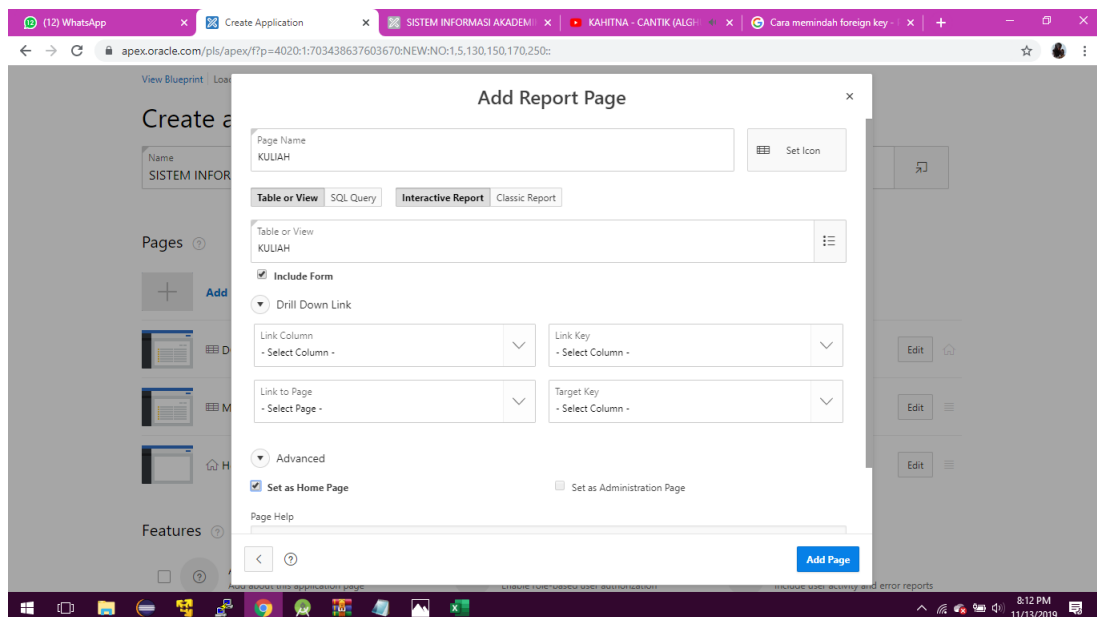 (12) WhatsApp
Create Application
SISTEM INFORMASI AKADEMI
KAHITNA - CANTIK (ALGH
Cara memindah foreign key -
apex.oracle.com/pls/apex/f?p=4020:1:703438637603670:NEW:NO:1,5,130,150,170,250::
View Blueprint
Loa
Create a
Name
SISTEM INFOR
Pages
Add
D
Edit
M
Edit
H
Edit
Features
Add about this application page
Enable role-based user authorization
Include user activity and error reports
Add Report Page
Page Name
KULIAH
Set Icon
Table or View SQL Query Interactive Report Classic Report
Table or View
KULIAH
Include Form
Drill Down Link
Link Column
- Select Column -
Link Key
- Select Column -
Link to Page
- Select Page -
Target Key
- Select Column -
Advanced
Set as Home Page
Set as Administration Page
Page Help
Add Page
8:12 PM
11/13/2019